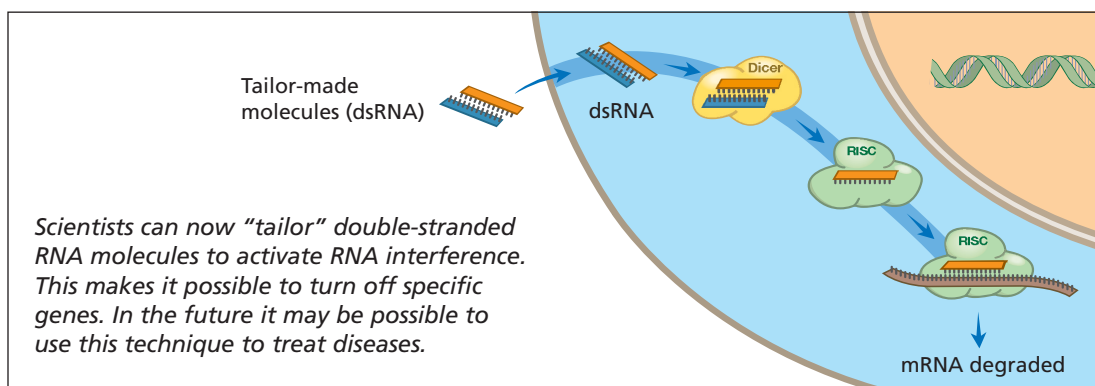 Tailor-made
molecules (dsRNA)
dsRNA
Dicer
RISC
RISC
mRNA degraded
Scientists can now “tailor” double-stranded
RNA molecules to activate RNA interference.
This makes it possible to turn off specific
genes. In the future it may be possible to
use this technique to treat diseases.